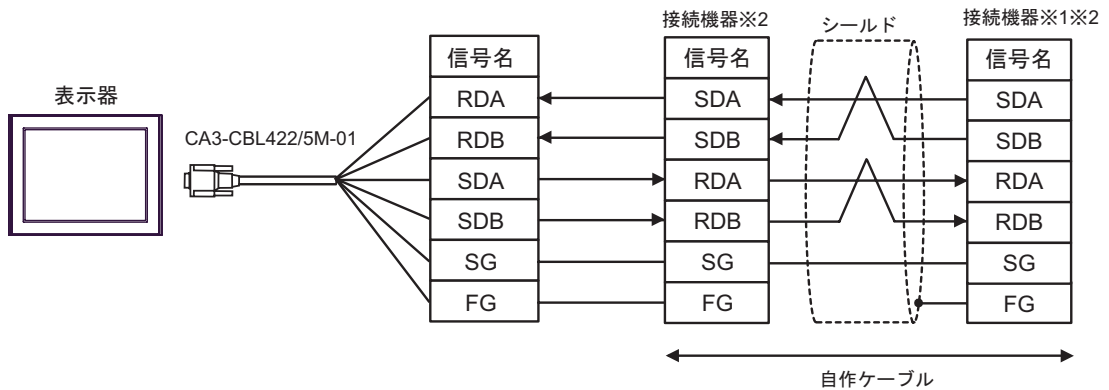 表示器
CA3-CBL422/5M-01
信号名
RDA
RDB
SDA
SDB
SG
FG
接続機器※2
信号名
SDA
SDB
RDA
RDB
SG
FG
シールド
接続機器※1※2
信号名
SDA
SDB
RDA
RDB
SG
FG
自作ケーブル